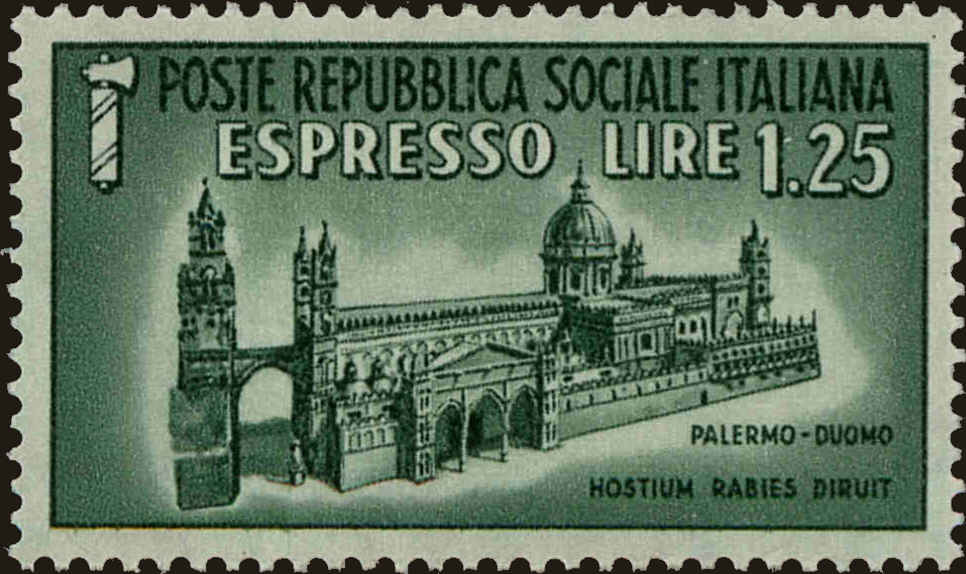 POSTE REPUBBLICA SOCIALE ITALIANA
ESPRESSO LIRE 1.25
PALERMO-DUOMO
HOSTIUM RABIES DIRUIT